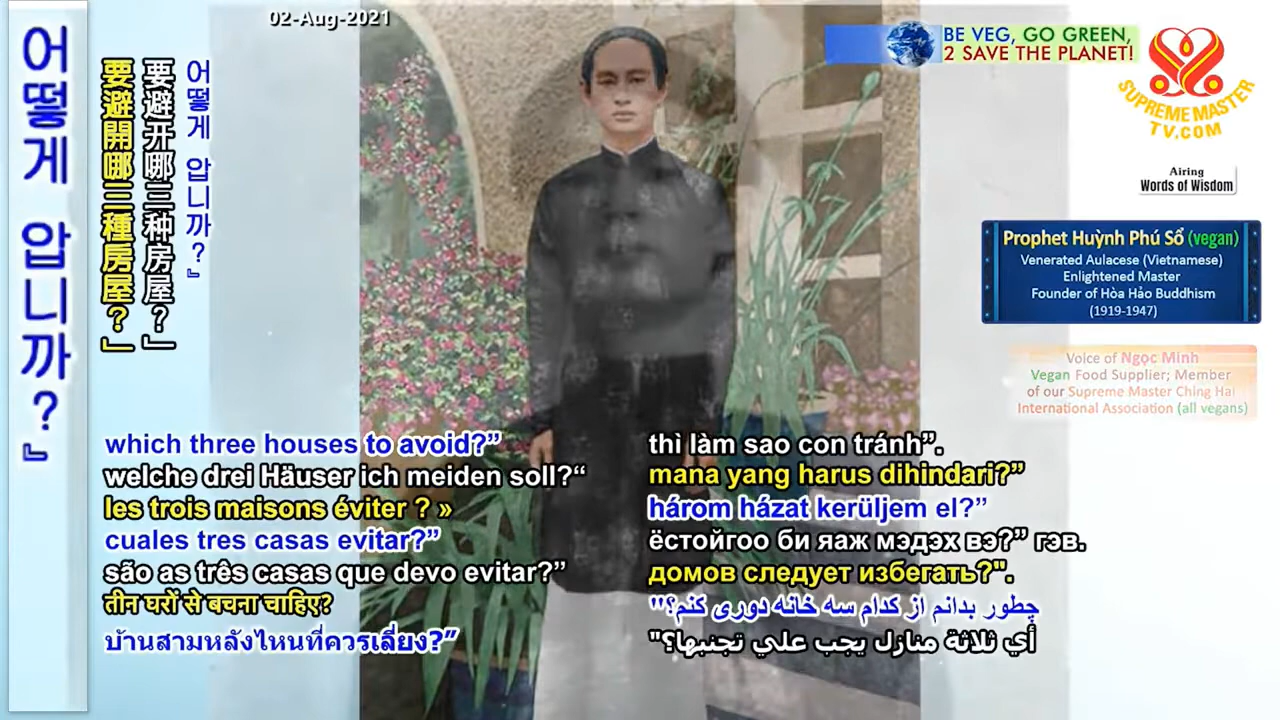 02-Aug-2021
BE VEG, GO GREEN,
2 SAVE THE PLANET!
SUPREME MASTER
TV.COM
Airing
Words of Wisdom
Prophet Huỳnh Phú Sổ (vegan)
Venerated Aulacese (Vietnamese)
Enlightened Master
Founder of Hòa Hảo Buddhism
(1919-1947)
Voice of Ngọc Minh
Vegan Food Supplier; Member
of our Supreme Master Ching Hai
International Association (all vegans)
어떻게 압니까?』
要避開哪三種房屋？」
要避开哪三种房屋？」
어떻게 압니까?』
which three houses to avoid?”
welche drei Häuser ich meiden soll?“
les trois maisons éviter ? »
cuales tres casas evitar?”
são as três casas que devo evitar?”
तीन घरों से बचना चाहिए?
บ้านสามหลังไหนที่ควรเลี่ยง?”
thì làm sao con tránh”.
mana yang harus dihindari?”
három házat kerüljem el?”
ёстойгоо би яаж мэдэх вэ?” гэв.
домов следует избегать?".
چطور بدانم از کدام سه خانه دوری کنم؟"
أي ثلاثة منازل يجب علي تجنبها؟"